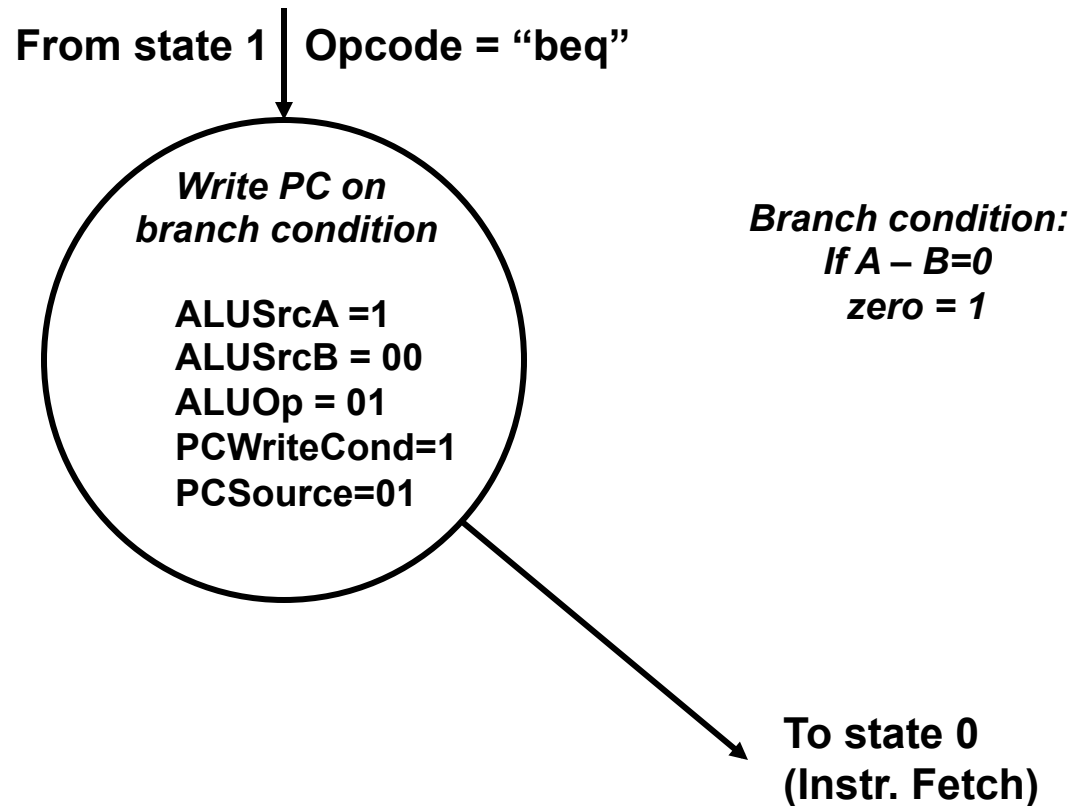 From state 1 Opcode = “beq”
Write PC on
branch condition
ALUSrcA =1
ALUSrcB = 00
ALUOp = 01
PCWriteCond=1
PCSource=01
Branch condition:
If A – B=0
zero = 1
To state 0
(Instr. Fetch)